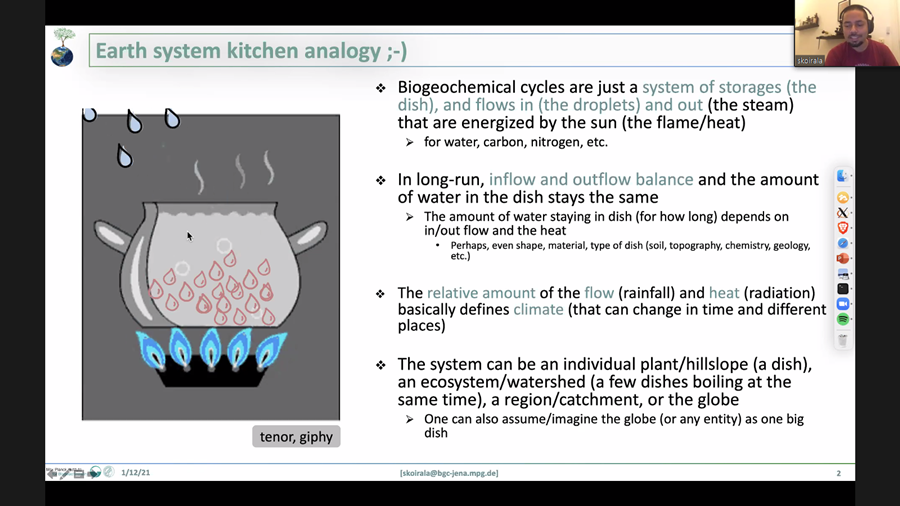 Earth system kitchen analogy ;-)
skoirala
Biogeochemical cycles are just a system of storages (the
dish), and flows in (the droplets) and out (the steam)
that are energized by the sun (the flame/heat)
for water, carbon, nitrogen, etc.
In long-run, inflow and outflow balance and the amount
of water in the dish stays the same
The amount of water staying in dish (for how long) depends on
in/out flow and the heat
Perhaps, even shape, material, type of dish (soil, topography, chemistry, geology,
etc.)
The relative amount of the flow (rainfall) and heat (radiation)
basically defines climate (that can change in time and different
places)
The system can be an individual plant/hillslope (a dish),
an ecosystem/watershed (a few dishes boiling at the
same time), a region/catchment, or the globe
One can also assume/imagine the globe (or any entity) as one big
dish
tenor, giphy
1/12/21
[skoirala@bgc-jena.mpg.de]
2